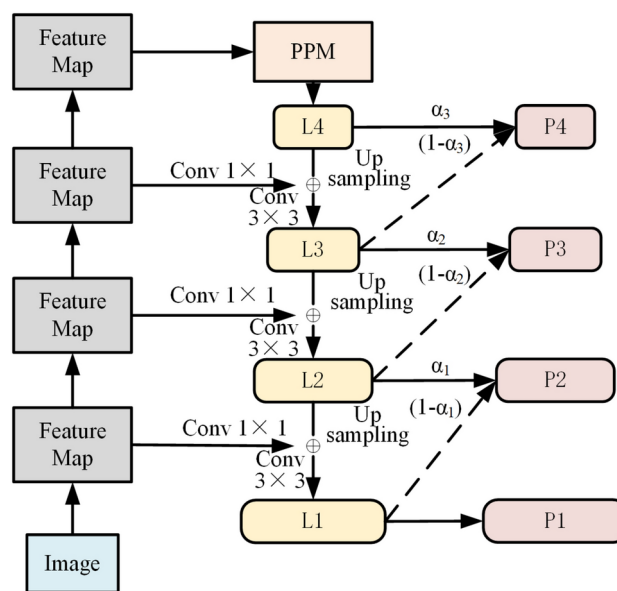 Feature
Map
PPM
L4
α₃
P4
(1-α₃)
Feature
Map
Conv 1× 1
⊕
Up
sampling
Conv
3× 3
L3
α₂
P3
(1-α₂)
Feature
Map
Conv 1× 1
⊕
Up
sampling
Conv
3× 3
L2
α₁
P2
(1-α₁)
Feature
Map
Conv 1× 1
⊕
Up
sampling
Conv
3× 3
L1
P1
Image